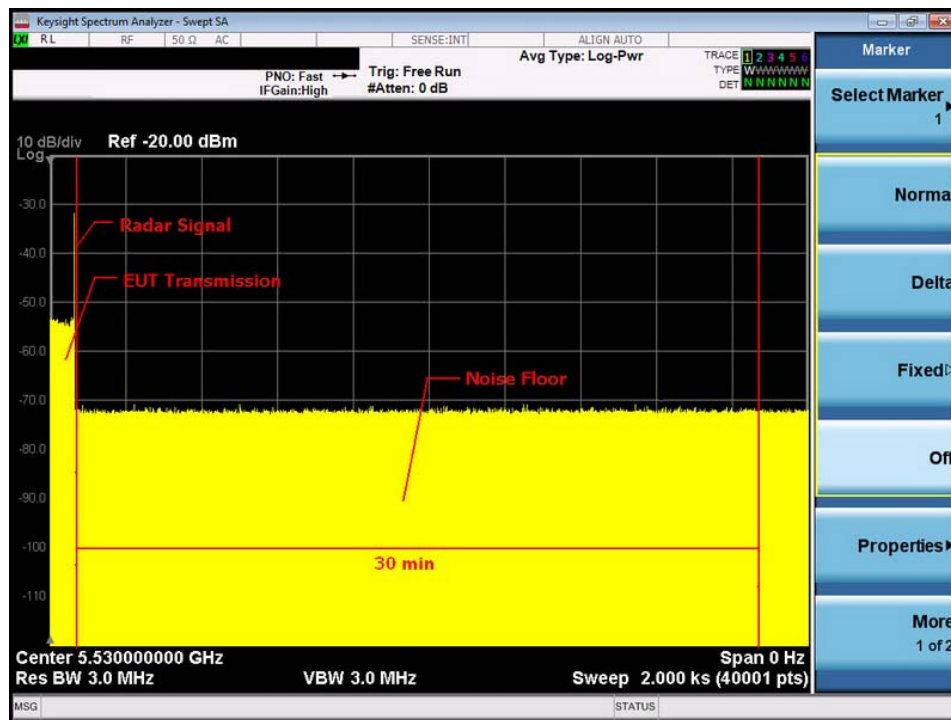 Keysight Spectrum Analyzer - Swept SA
LXI RL RF 50 Ω AC SENSE:INT ALIGN AUTO
Avg Type: Log-Pwr
TRACE 1 2 3 4 5 6
PNO: Fast Trig: Free Run
TYPE WWWWWW
IFGain:High #Atten: 0 dB
DET N N N N N N
10 dB/div Ref -20.00 dBm
Log
-30.0
Radar Signal
-40.0
EUT Transmission
-50.0
-60.0
Noise Floor
-70.0
-80.0
-90.0
-100
30 min
-110
Center 5.530000000 GHz Span 0 Hz
Res BW 3.0 MHz VBW 3.0 MHz Sweep 2.000 ks (40001 pts)
MSG STATUS
Marker
Select Marker
1
Norma
Delta
Fixed
Off
Properties
More
1 of 2